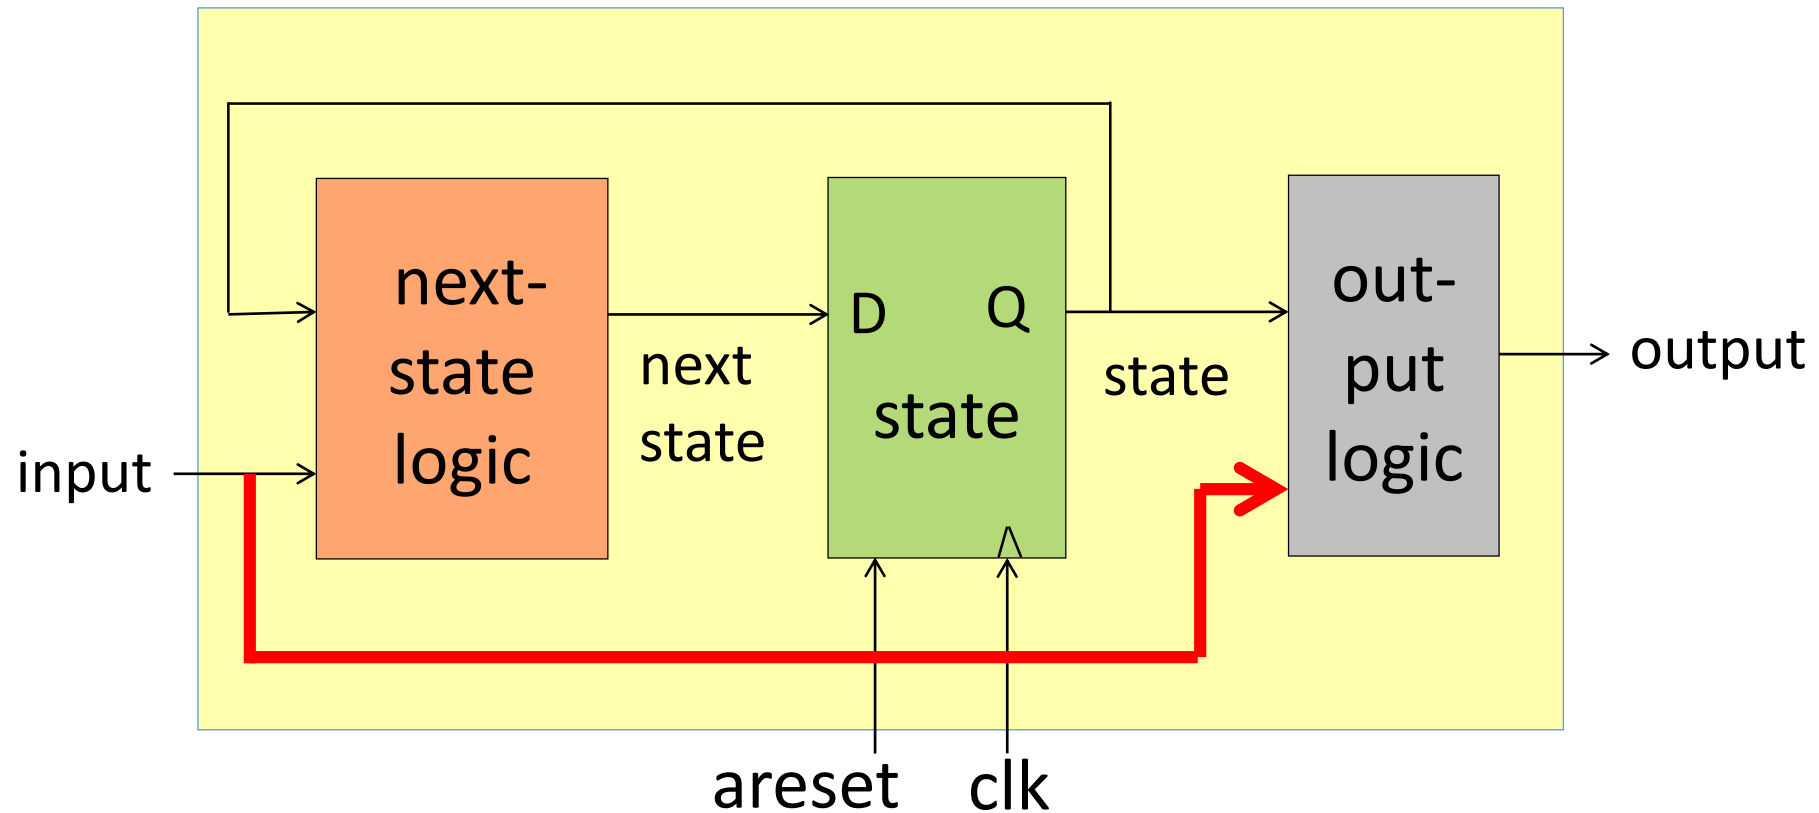 next-
state
logic
input
next
state
D
Q
state
state
out-
put
logic
output
areset
clk